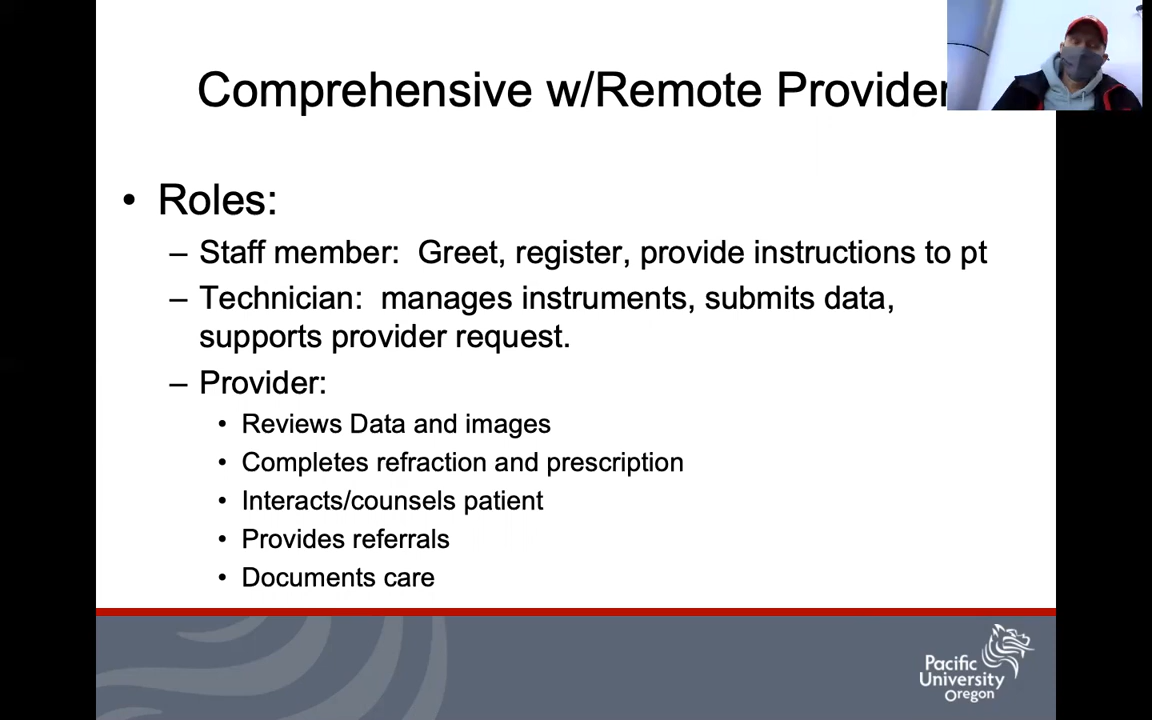 Comprehensive w/Remote Provider
• Roles:
– Staff member: Greet, register, provide instructions to pt
– Technician: manages instruments, submits data,
supports provider request.
– Provider:
• Reviews Data and images
• Completes refraction and prescription
• Interacts/counsels patient
• Provides referrals
• Documents care
Pacific
University
Oregon